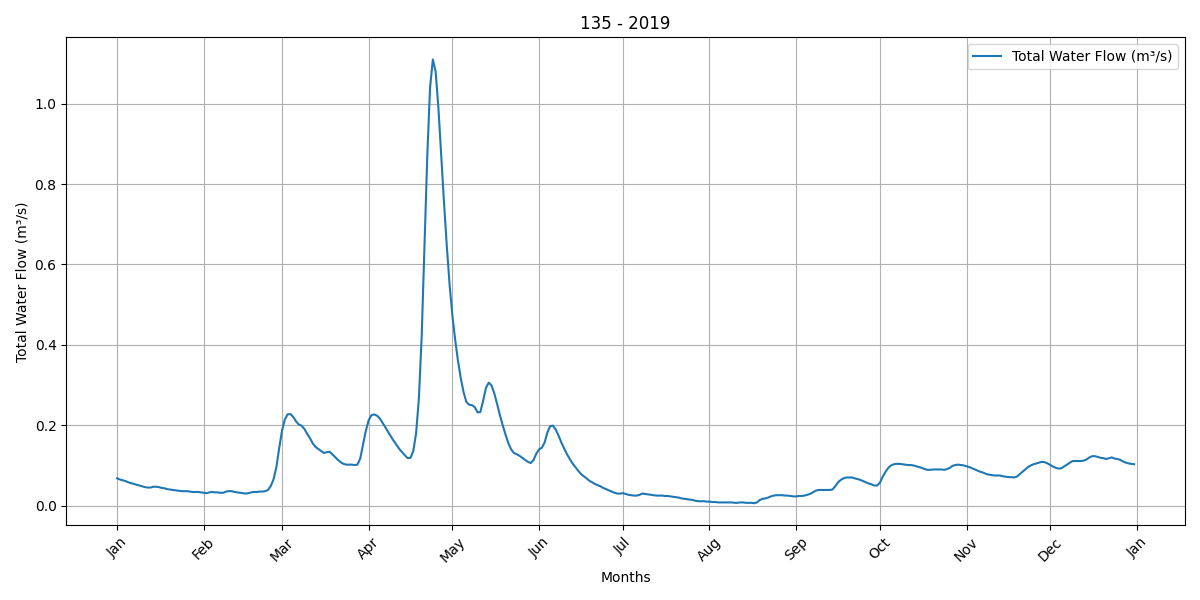 135 - 2019
Total Water Flow (m³/s)
Total Water Flow (m³/s)
1.0
0.8
0.6
0.4
0.2
0.0
Jan Feb Mar Apr May Jun Jul Aug Sep Oct Nov Dec Jan
Months